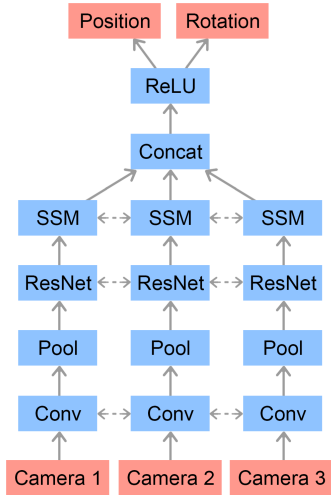 Position Rotation
ReLU
Concat
SSM SSM SSM
ResNet ResNet ResNet
Pool Pool Pool
Conv Conv Conv
Camera 1 Camera 2 Camera 3